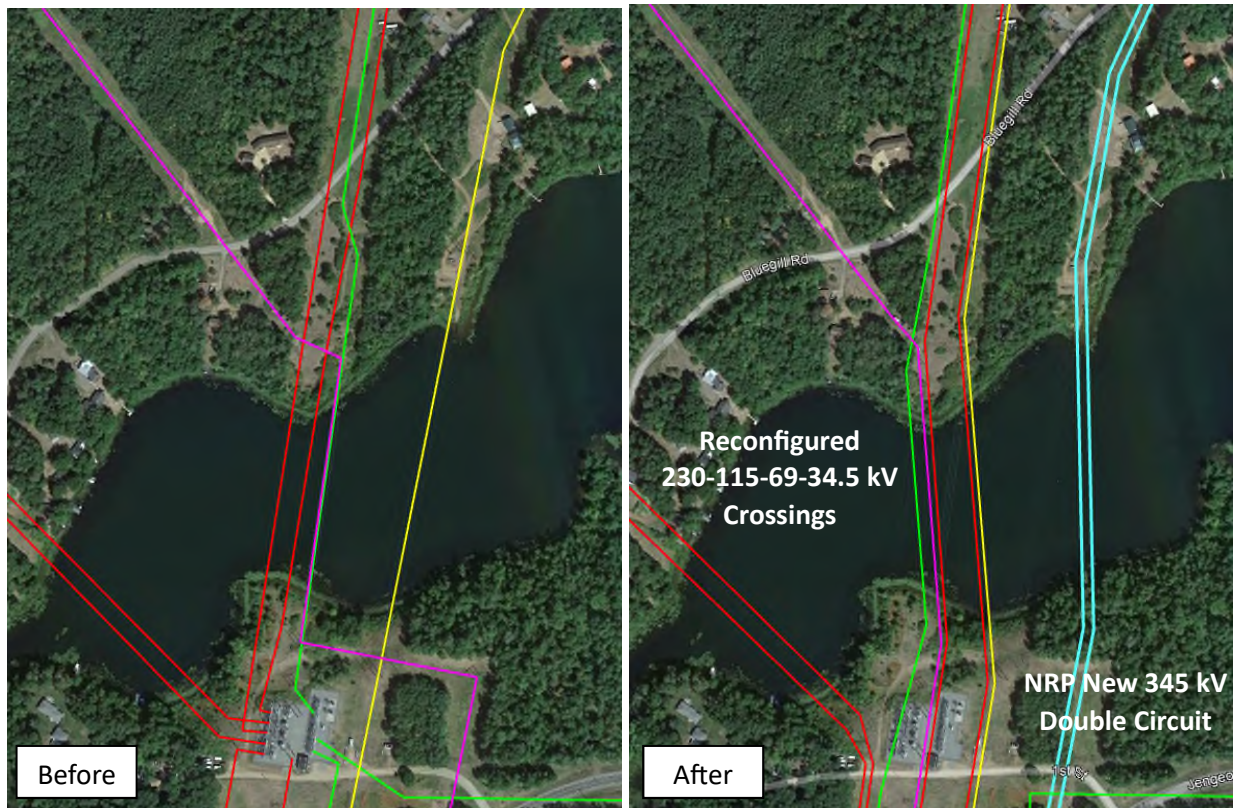 Before
Bluegill Rd
Bluegill Rd
Reconfigured
230-115-69-34.5 kV
Crossings
NRP New 345 kV
Double Circuit
After
1st St
Jengeo